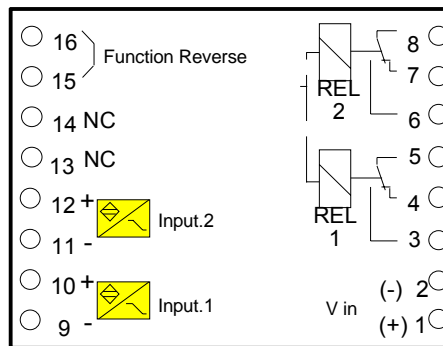 16
Function Reverse
15
14 NC
13 NC
12 +
Input.2
11 -
10 +
Input.1
9 -
8
REL
2
7
6
5
REL
1
4
3
(-) 2
V in
(+) 1